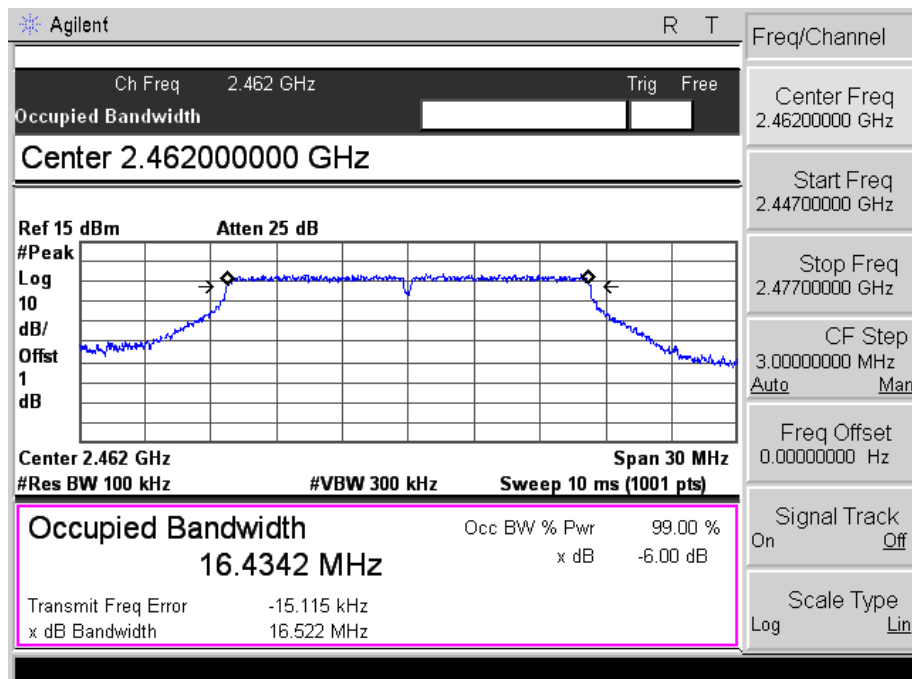 Agilent R T
Ch Freq 2.462 GHz Trig Free
Occupied Bandwidth
Center 2.462000000 GHz
Ref 15 dBm Atten 25 dB
#Peak
Log
10
dB/
Offst
1
dB
Center 2.462 GHz Span 30 MHz
#Res BW 100 kHz #VBW 300 kHz Sweep 10 ms (1001 pts)
Occupied Bandwidth
16.4342 MHz
Occ BW % Pwr 99.00 %
x dB -6.00 dB
Transmit Freq Error -15.115 kHz
x dB Bandwidth 16.522 MHz
Freq/Channel
Center Freq
2.46200000 GHz
Start Freq
2.44700000 GHz
Stop Freq
2.47700000 GHz
CF Step
3.00000000 MHz
Auto Man
Freq Offset
0.00000000 Hz
Signal Track
On Off
Scale Type
Log Lin